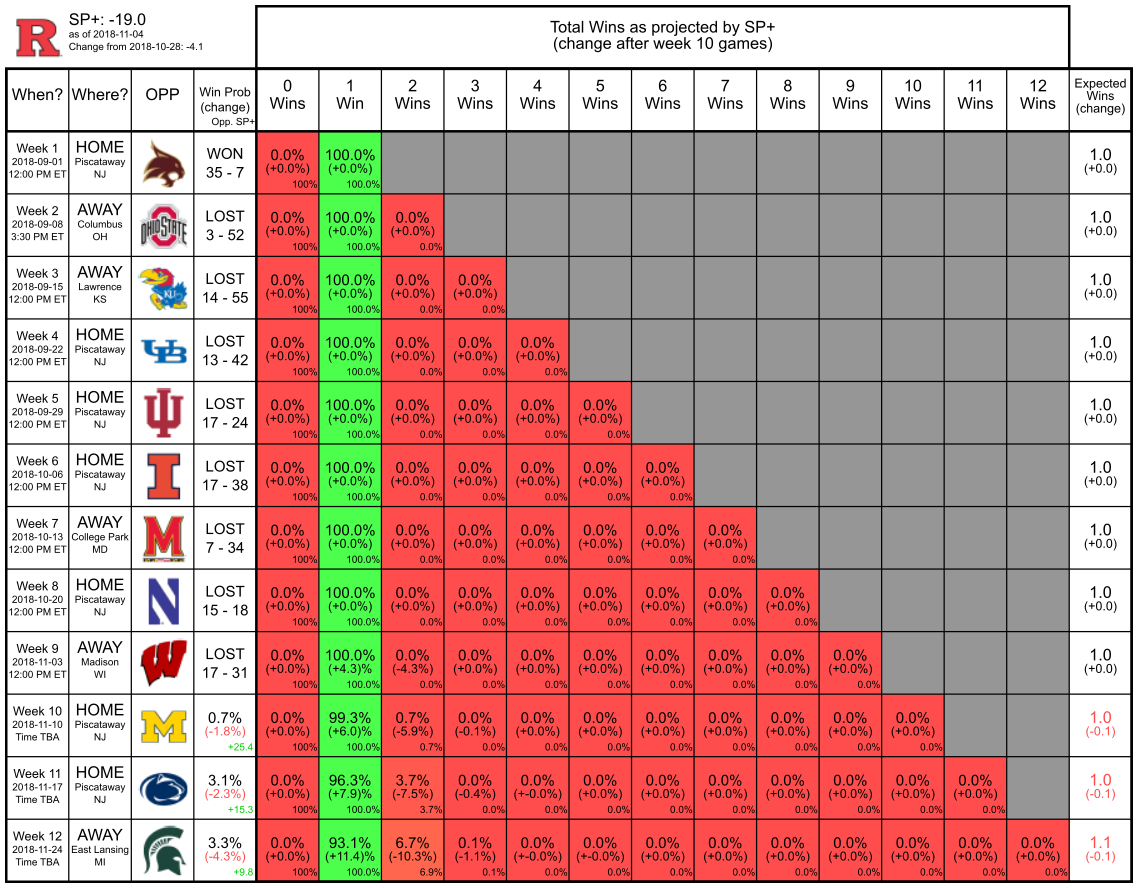 R
SP+: -19.0
as of 2018-11-04
Change from 2018-10-28: -4.1
Total Wins as projected by SP+
(change after week 10 games)
When? Where? OPP Win Prob (change) Opp. SP+ 0 Wins 1 Win 2 Wins 3 Wins 4 Wins 5 Wins 6 Wins 7 Wins 8 Wins 9 Wins 10 Wins 11 Wins 12 Wins Expected Wins (change)
Week 1 HOME WON 0.0% 100.0% 1.0
2018-09-01 Piscataway (+0.0%) (+0.0%) (+0.0)
12:00 PM ET NJ 35 - 7 100% 100.0%
Week 2 AWAY LOST 0.0% 100.0% 0.0% 1.0
2018-09-08 Columbus OHIO STATE (+0.0%) (+0.0%) (+0.0%) (+0.0)
3:30 PM ET OH 3 - 52 100% 100.0% 0.0%
Week 3 AWAY LOST 0.0% 100.0% 0.0% 0.0% 1.0
2018-09-15 Lawrence KU (+0.0%) (+0.0%) (+0.0%) (+0.0%) (+0.0)
12:00 PM ET KS 14 - 55 100% 100.0% 0.0% 0.0%
Week 4 HOME LOST 0.0% 100.0% 0.0% 0.0% 0.0% 1.0
2018-09-22 Piscataway UB (+0.0%) (+0.0%) (+0.0%) (+0.0%) (+0.0%) (+0.0)
12:00 PM ET NJ 13 - 42 100% 100.0% 0.0% 0.0% 0.0%
Week 5 HOME LOST 0.0% 100.0% 0.0% 0.0% 0.0% 0.0% 1.0
2018-09-29 Piscataway IU (+0.0%) (+0.0%) (+0.0%) (+0.0%) (+0.0%) (+0.0%) (+0.0)
12:00 PM ET NJ 17 - 24 100% 100.0% 0.0% 0.0% 0.0% 0.0%
Week 6 HOME LOST 0.0% 100.0% 0.0% 0.0% 0.0% 0.0% 0.0% 1.0
2018-10-06 Piscataway I (+0.0%) (+0.0%) (+0.0%) (+0.0%) (+0.0%) (+0.0%) (+0.0%) (+0.0)
12:00 PM ET NJ 17 - 38 100% 100.0% 0.0% 0.0% 0.0% 0.0% 0.0%
Week 7 AWAY LOST 0.0% 100.0% 0.0% 0.0% 0.0% 0.0% 0.0% 0.0% 1.0
2018-10-13 College Park M (+0.0%) (+0.0%) (+0.0%) (+0.0%) (+0.0%) (+0.0%) (+0.0%) (+0.0%) (+0.0)
12:00 PM ET MD 7 - 34 100% 100.0% 0.0% 0.0% 0.0% 0.0% 0.0% 0.0%
Week 8 HOME LOST 0.0% 100.0% 0.0% 0.0% 0.0% 0.0% 0.0% 0.0% 0.0% 1.0
2018-10-20 Piscataway N (+0.0%) (+0.0%) (+0.0%) (+0.0%) (+0.0%) (+0.0%) (+0.0%) (+0.0%) (+0.0%) (+0.0)
12:00 PM ET NJ 15 - 18 100% 100.0% 0.0% 0.0% 0.0% 0.0% 0.0% 0.0% 0.0%
Week 9 AWAY LOST 0.0% 100.0% 0.0% 0.0% 0.0% 0.0% 0.0% 0.0% 0.0% 0.0% 1.0
2018-11-03 Madison W (+0.0%) (+4.3)% (-4.3%) (+0.0%) (+0.0%) (+0.0%) (+0.0%) (+0.0%) (+0.0%) (+0.0%) (+0.0)
12:00 PM ET WI 17 - 31 100% 100.0% 0.0% 0.0% 0.0% 0.0% 0.0% 0.0% 0.0% 0.0%
Week 10 HOME 0.7% 0.0% 99.3% 0.7% 0.0% 0.0% 0.0% 0.0% 0.0% 0.0% 0.0% 0.0% 1.0
2018-11-10 Piscataway M (-1.8%) (+0.0%) (+6.0)% (-5.9%) (-0.1%) (+0.0%) (+0.0%) (+0.0%) (+0.0%) (+0.0%) (+0.0%) (+0.0%) (-0.1)
Time TBA NJ +25.4 100% 100.0% 0.7% 0.0% 0.0% 0.0% 0.0% 0.0% 0.0% 0.0% 0.0%
Week 11 HOME 3.1% 0.0% 96.3% 3.7% 0.0% 0.0% 0.0% 0.0% 0.0% 0.0% 0.0% 0.0% 0.0% 1.0
2018-11-17 Piscataway (-2.3%) (+0.0%) (+7.9)% (-7.5%) (-0.4%) (+-0.0%) (+0.0%) (+0.0%) (+0.0%) (+0.0%) (+0.0%) (+0.0%) (+0.0%) (-0.1)
Time TBA NJ +15.3 100% 100.0% 3.7% 0.0% 0.0% 0.0% 0.0% 0.0% 0.0% 0.0% 0.0% 0.0%
Week 12 AWAY 3.3% 0.0% 93.1% 6.7% 0.1% 0.0% 0.0% 0.0% 0.0% 0.0% 0.0% 0.0% 0.0% 0.0% 1.1
2018-11-24 East Lansing (-4.3%) (+0.0%) (+11.4)% (-10.3%) (-1.1%) (+-0.0%) (+-0.0%) (+0.0%) (+0.0%) (+0.0%) (+0.0%) (+0.0%) (+0.0%) (+0.0%) (-0.1)
Time TBA MI +9.8 100% 100.0% 6.9% 0.1% 0.0% 0.0% 0.0% 0.0% 0.0% 0.0% 0.0% 0.0% 0.0%